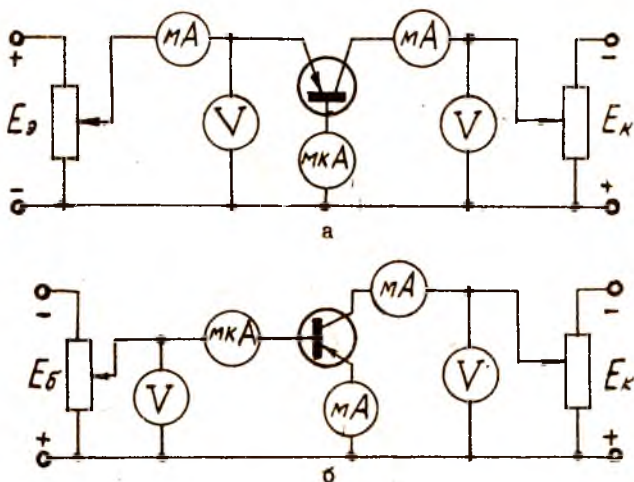 + мА мА −
Eэ V V Eк
мкА
− +
а
− мА −
мкА
Eб V V Eк
мА
+ +
б